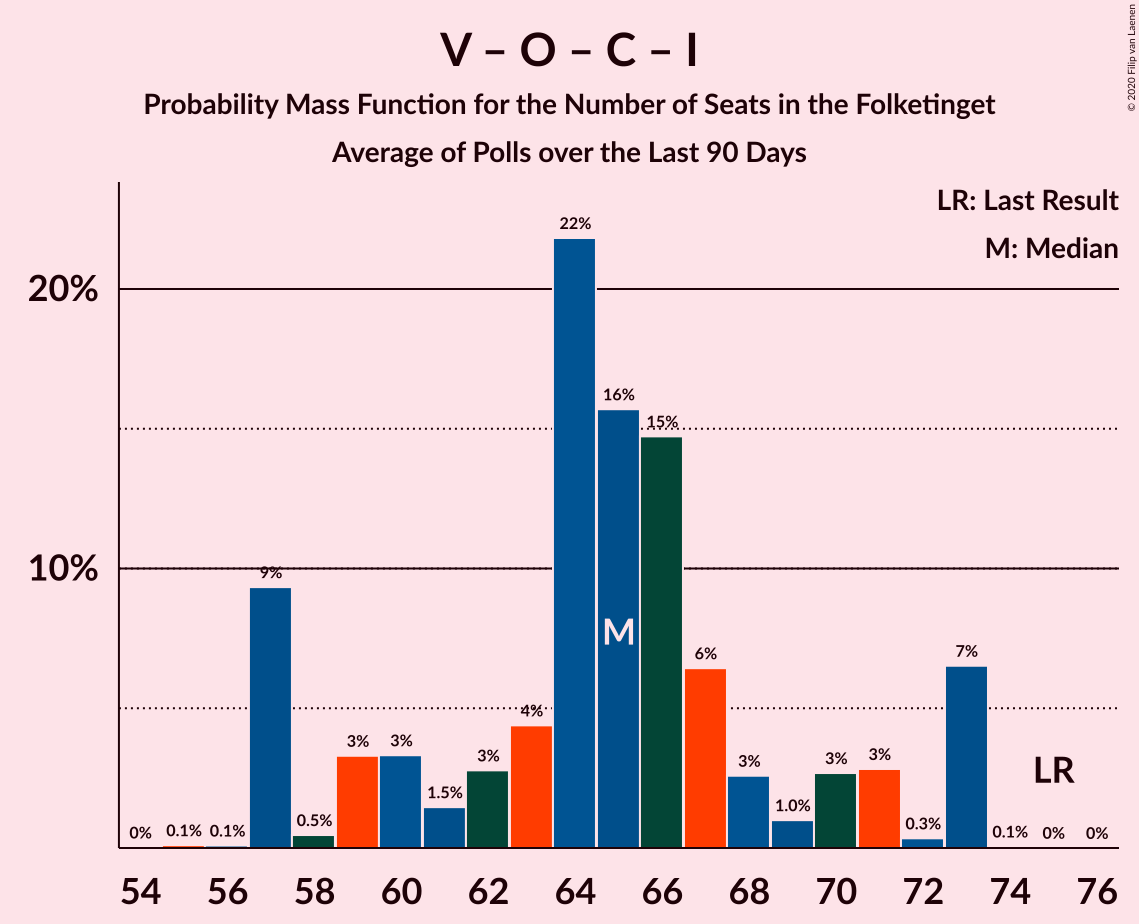 V – O – C – I
Probability Mass Function for the Number of Seats in the Folketinget
Average of Polls over the Last 90 Days
© 2020 Filip van Laenen
LR: Last Result
M: Median
20%
10%
0%
0.1%
0.1%
9%
0.5%
3%
3%
1.5%
3%
4%
22%
16%
15%
6%
3%
1.0%
3%
3%
0.3%
7%
0.1%
0%
0%
M
LR
54 56 58 60 62 64 66 68 70 72 74 76